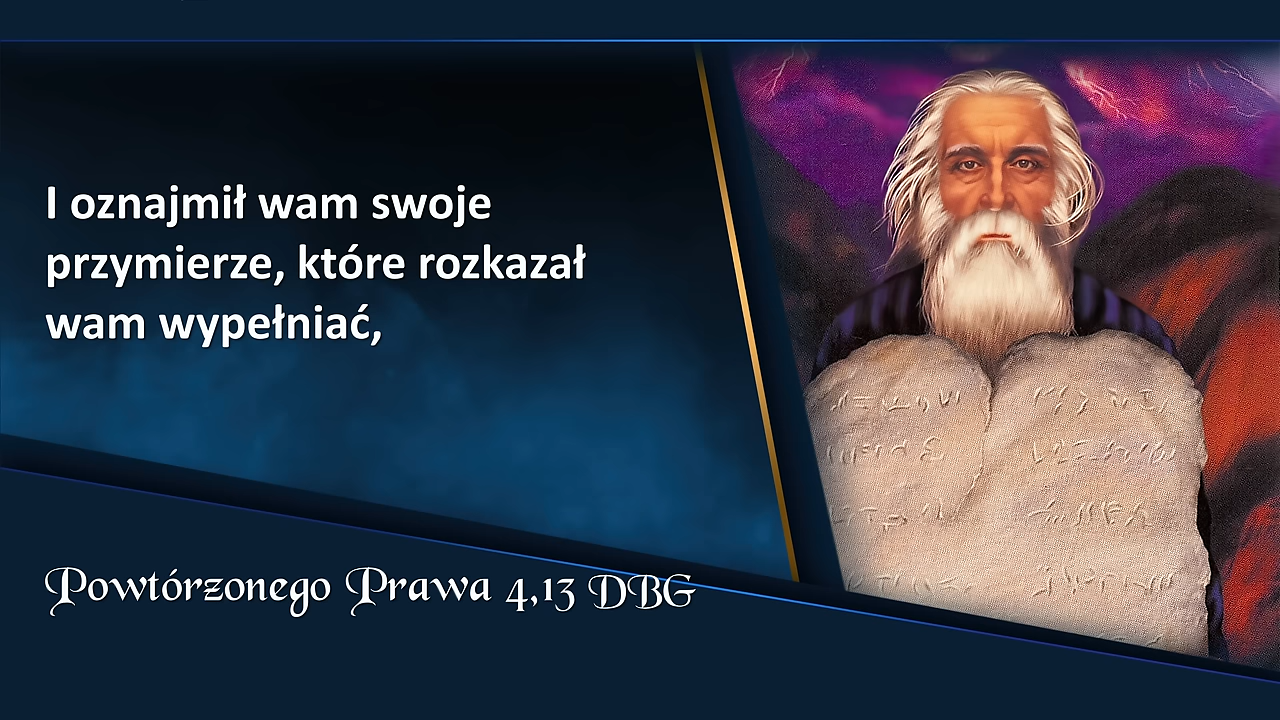 I oznajmił wam swoje
przymierze, które rozkazał
wam wypełniać,
Powtórzonego Prawa 4,13 DBG